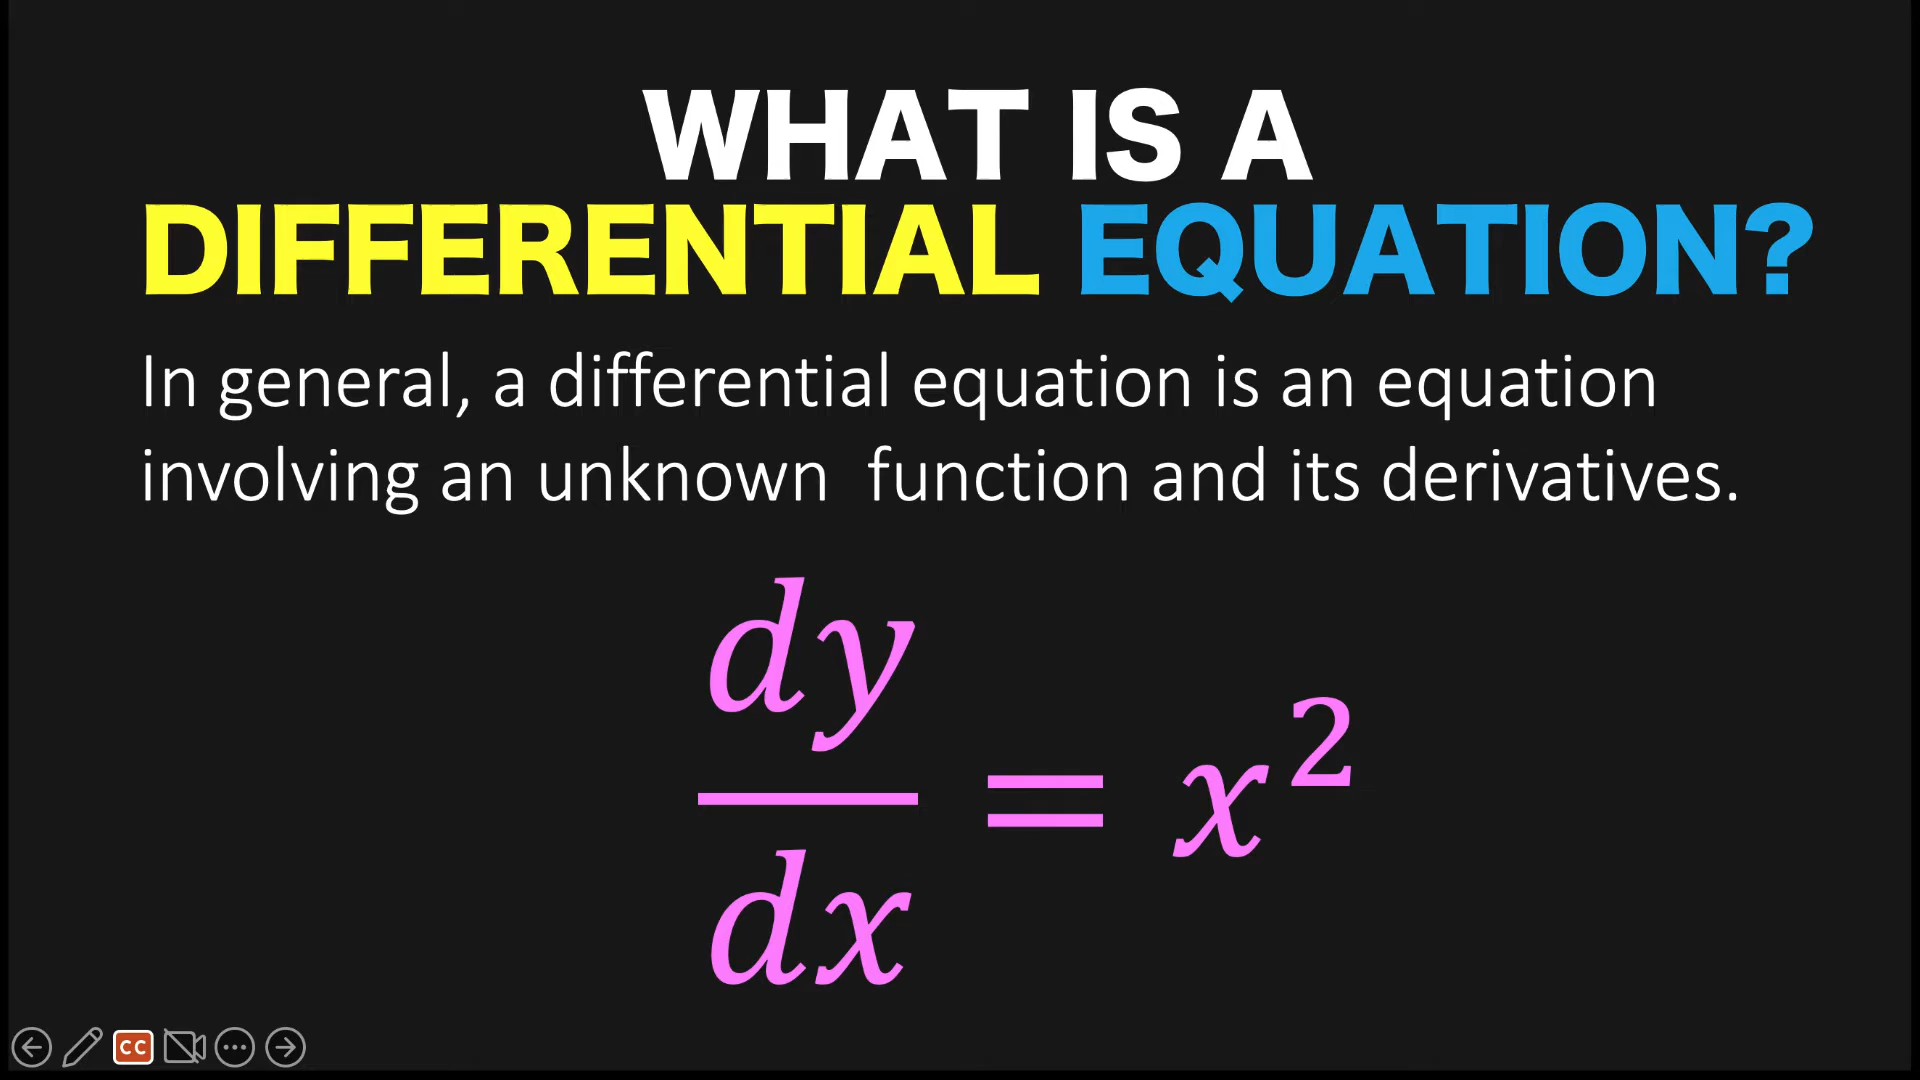 WHAT IS A
DIFFERENTIAL EQUATION?
In general, a differential equation is an equation
involving an unknown  function and its derivatives.
dy
dx
= x²
CC